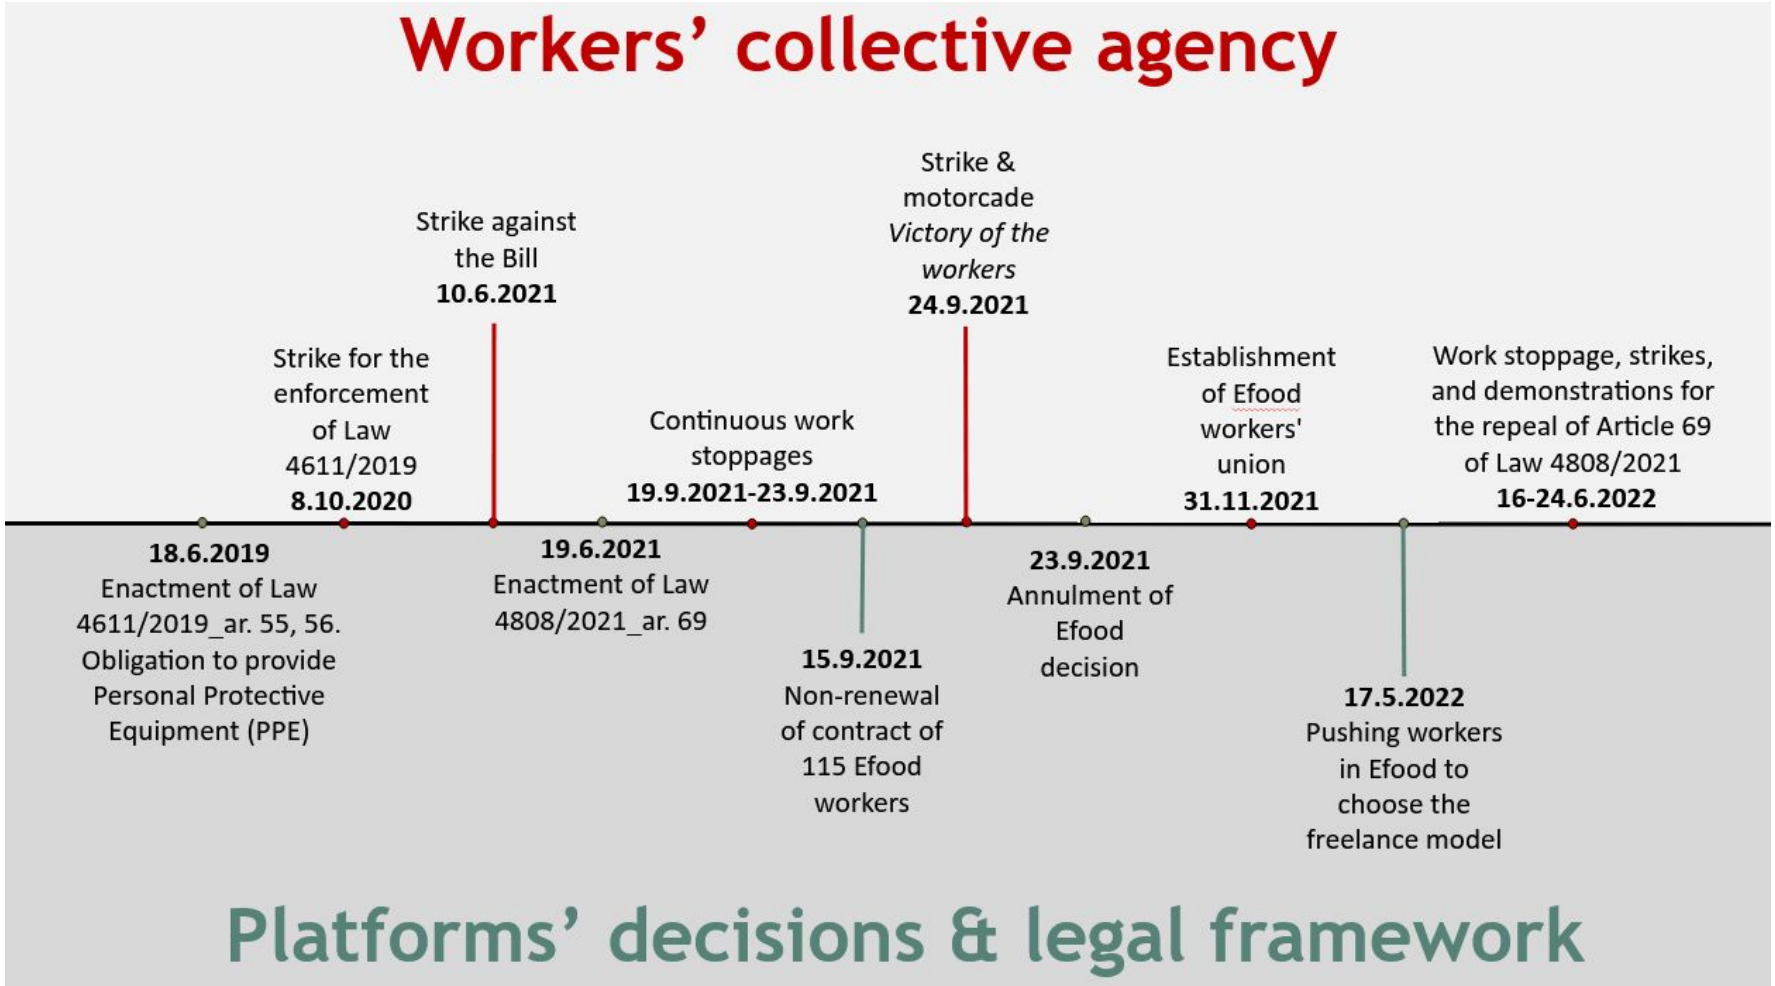 Workers’ collective agency
Strike &
motorcade
Victory of the
workers
24.9.2021
Strike against
the Bill
10.6.2021
Strike for the
enforcement
of Law
4611/2019
8.10.2020
Continuous work
stoppages
19.9.2021-23.9.2021
Establishment
of Efood
workers'
union
31.11.2021
Work stoppage, strikes,
and demonstrations for
the repeal of Article 69
of Law 4808/2021
16-24.6.2022
18.6.2019
Enactment of Law
4611/2019_ar. 55, 56.
Obligation to provide
Personal Protective
Equipment (PPE)
19.6.2021
Enactment of Law
4808/2021_ar. 69
15.9.2021
Non-renewal
of contract of
115 Efood
workers
23.9.2021
Annulment of
Efood
decision
17.5.2022
Pushing workers
in Efood to
choose the
freelance model
Platforms’ decisions & legal framework